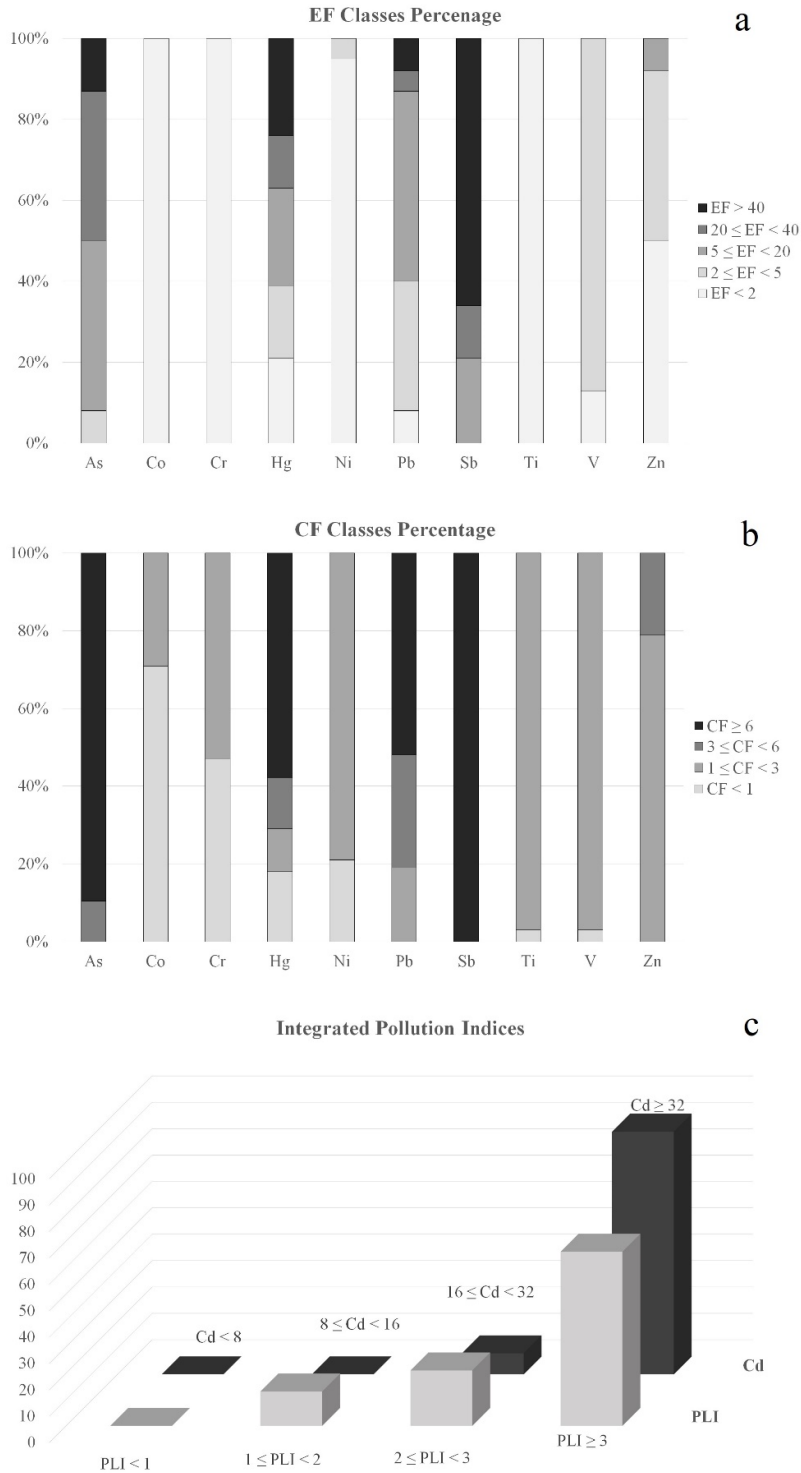 EF Classes Percenage
a
100%
80%
60%
40%
20%
0%
As Co Cr Hg Ni Pb Sb Ti V Zn
EF > 40
20 ≤ EF < 40
5 ≤ EF < 20
2 ≤ EF < 5
EF < 2
CF Classes Percentage
b
100%
80%
60%
40%
20%
0%
As Co Cr Hg Ni Pb Sb Ti V Zn
CF ≥ 6
3 ≤ CF < 6
1 ≤ CF < 3
CF < 1
Integrated Pollution Indices
c
100
90
80
70
60
50
40
30
20
10
0
Cd < 8
8 ≤ Cd < 16
16 ≤ Cd < 32
Cd ≥ 32
Cd
PLI
PLI < 1
1 ≤ PLI < 2
2 ≤ PLI < 3
PLI ≥ 3